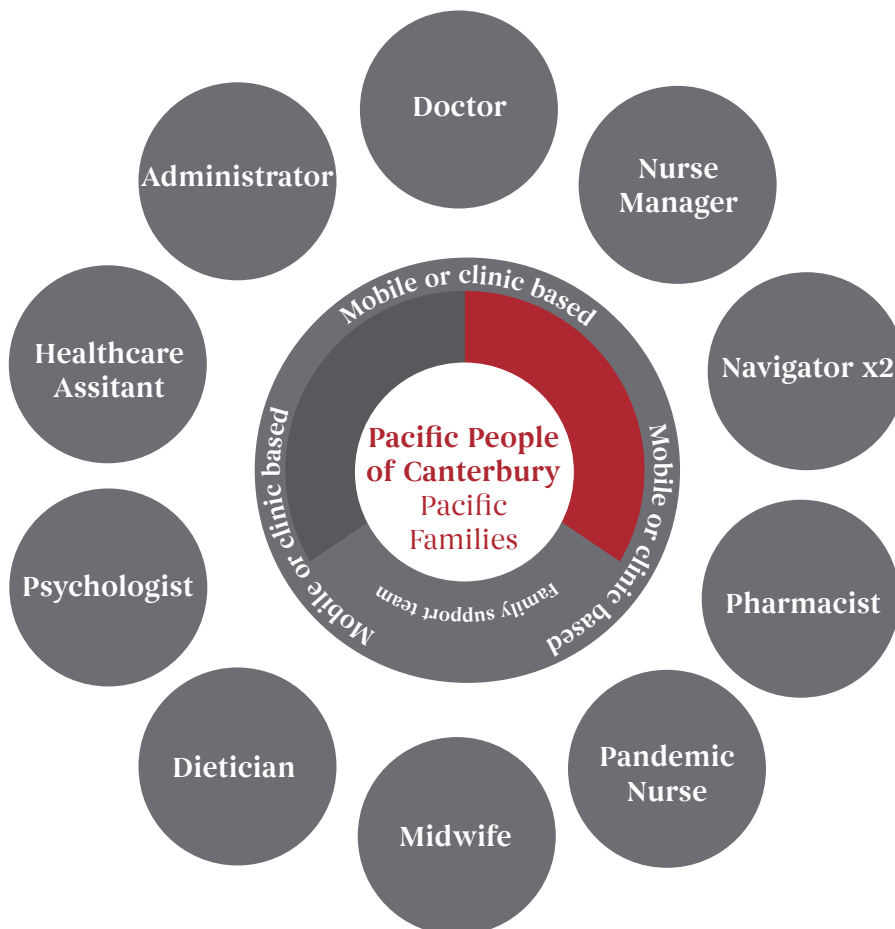 Doctor
Nurse
Manager
Navigator x2
Pharmacist
Pandemic
Nurse
Midwife
Dietician
Psychologist
Healthcare
Assitant
Administrator
Mobile or clinic based
Mobile or clinic based
Mobile or clinic based
Pacific People
of Canterbury
Pacific
Families
Family support team